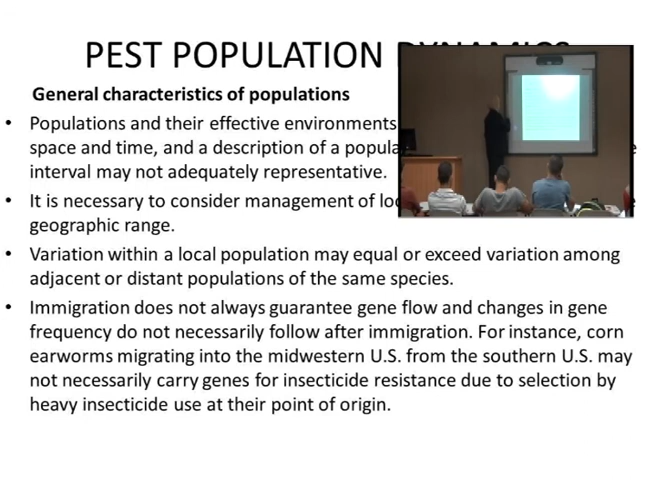 PEST POPULATION
General characteristics of populations
• Populations and their effective environments
space and time, and a description of a popula
interval may not adequately representative.
• It is necessary to consider management of loc
geographic range.
• Variation within a local population may equal or exceed variation among
adjacent or distant populations of the same species.
• Immigration does not always guarantee gene flow and changes in gene
frequency do not necessarily follow after immigration. For instance, corn
earworms migrating into the midwestern U.S. from the southern U.S. may
not necessarily carry genes for insecticide resistance due to selection by
heavy insecticide use at their point of origin.